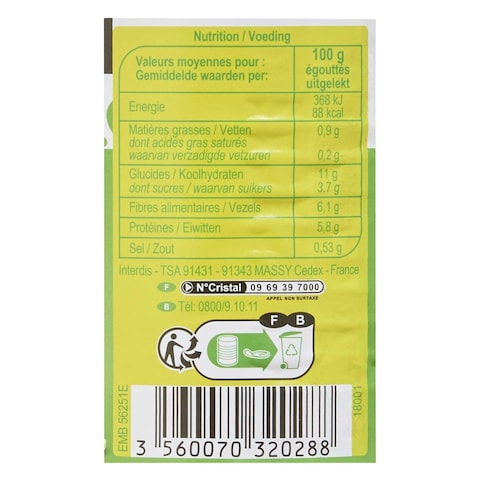 Nutrition / Voeding
Valeurs moyennes pour :
Gemiddelde waarden per:
100 g
égouttés
uitgelekt
Energie
368 kJ
88 kcal
Matières grasses / Vetten
0,9 g
dont acides gras saturés
waarvan verzadigde vetzuren
0,2 g
Glucides / Koolhydraten
11 g
dont sucres / waarvan suikers
3,7 g
Fibres alimentaires / Vezels
6,1 g
Protéines / Eiwitten
5,8 g
Sel / Zout
0,53 g
Interdis - TSA 91431 - 91343 MASSY Cedex - France
F N°Cristal 09 69 39 7000
APPEL NON SURTAXE
B Tél: 0800/9.10.11
F B
EMB 56251E
18001
3 560070 320288